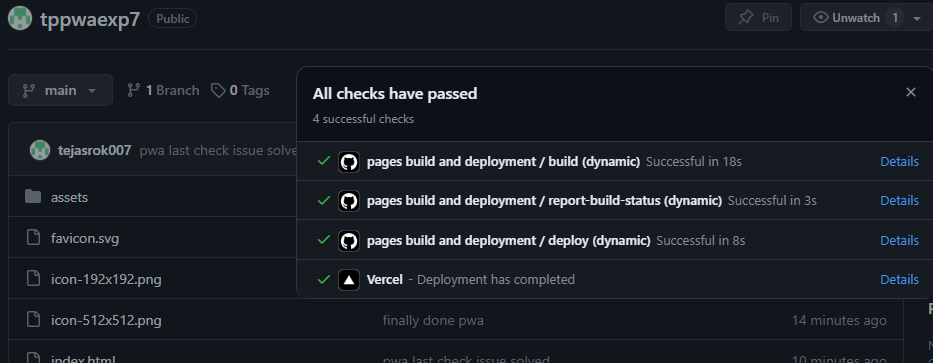 tppwaexp7 Public Pin Unwatch 1
main 1 Branch 0 Tags
All checks have passed
4 successful checks
tejasrok007 pwa last check issue solve
pages build and deployment / build (dynamic) Successful in 18s Details
assets
pages build and deployment / report-build-status (dynamic) Successful in 3s Details
favicon.svg
pages build and deployment / deploy (dynamic) Successful in 8s Details
icon-192x192.png
Vercel - Deployment has completed Details
icon-512x512.png finally done pwa 14 minutes ago
index.html pwa last check issue solved 10 minutes ago